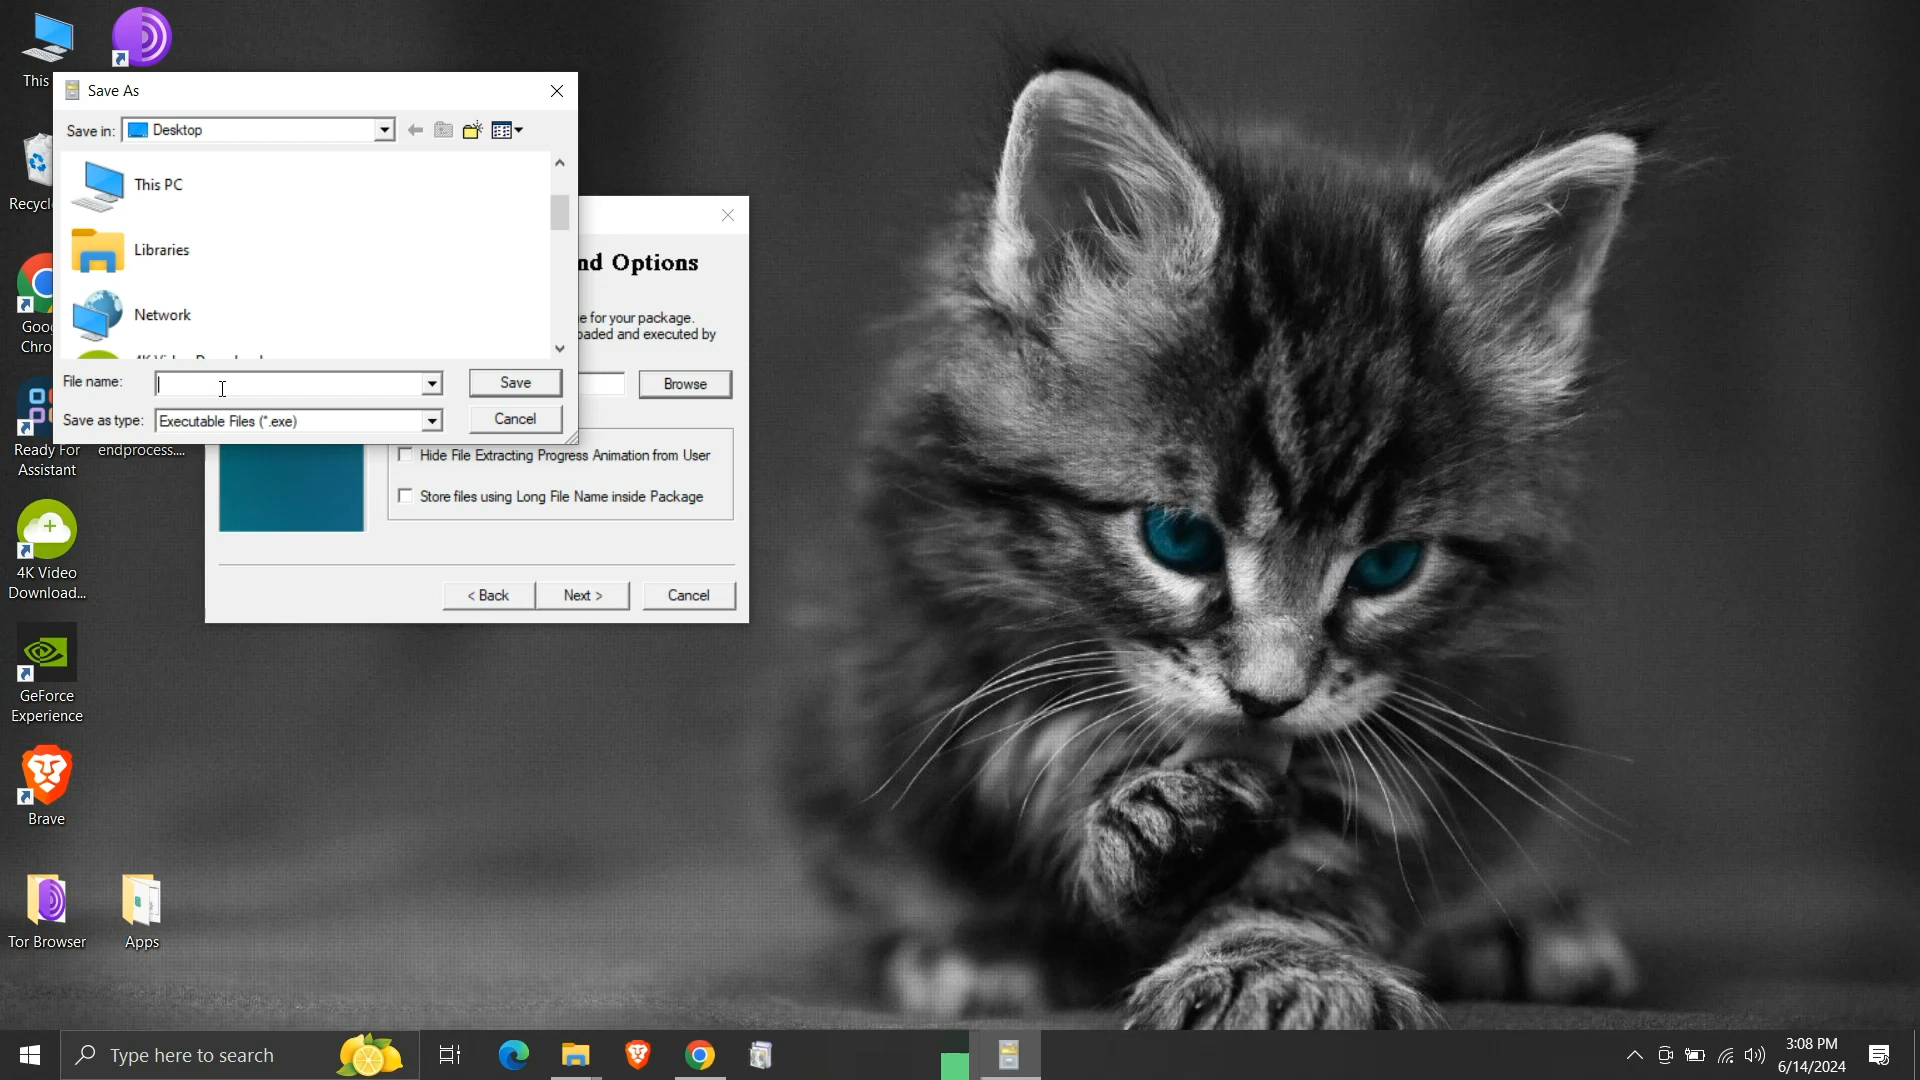 This
Recycl
Goo
Chro
Ready For
Assistant
endprocess....
4K Video
Download...
GeForce
Experience
Brave
Tor Browser
Apps
Save As
Save in:
Desktop
This PC
Libraries
Network
File name:
Save
Save as type:
Executable Files (*.exe)
Cancel
nd Options
e for your package.
oaded and executed by
Browse
Hide File Extracting Progress Animation from User
Store files using Long File Name inside Package
< Back
Next >
Cancel
Type here to search
3:08 PM
6/14/2024